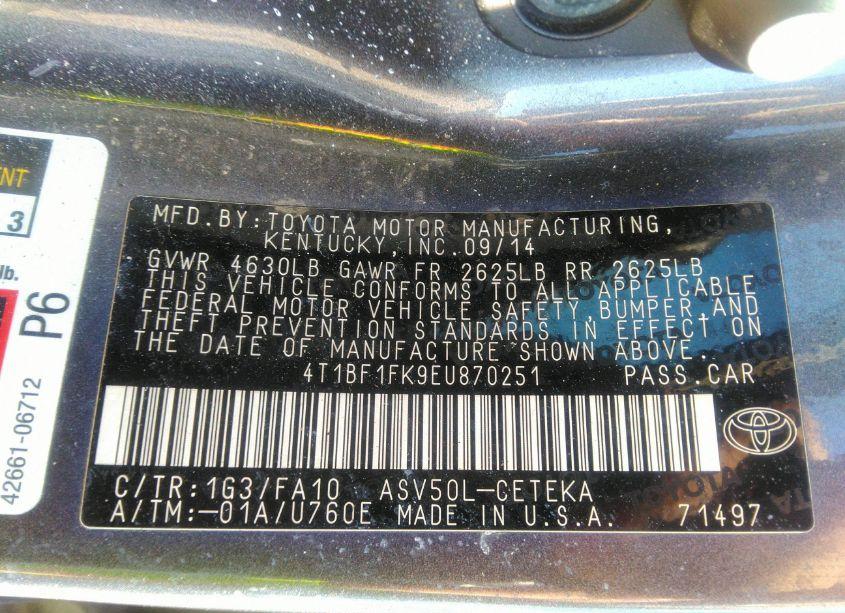 MFD.BY:TOYOTA MOTOR MANUFACTURING,
KENTUCKY,INC.09/14
GVWR 4630LB GAWR FR 2625LB RR 2625LB
THIS VEHICLE CONFORMS TO ALL APPLICABLE
FEDERAL MOTOR VEHICLE SAFETY,BUMPER,AND
THEFT PREVENTION STANDARDS IN EFFECT ON
THE DATE OF MANUFACTURE SHOWN ABOVE.
4T1BF1FK9EU870251 PASS.CAR
C/TR:1G3/FA10 ASV50L-CETEKA
A/TM:-01A/U760E MADE IN U.S.A. 71497
3
lb.
P6
42661-06712